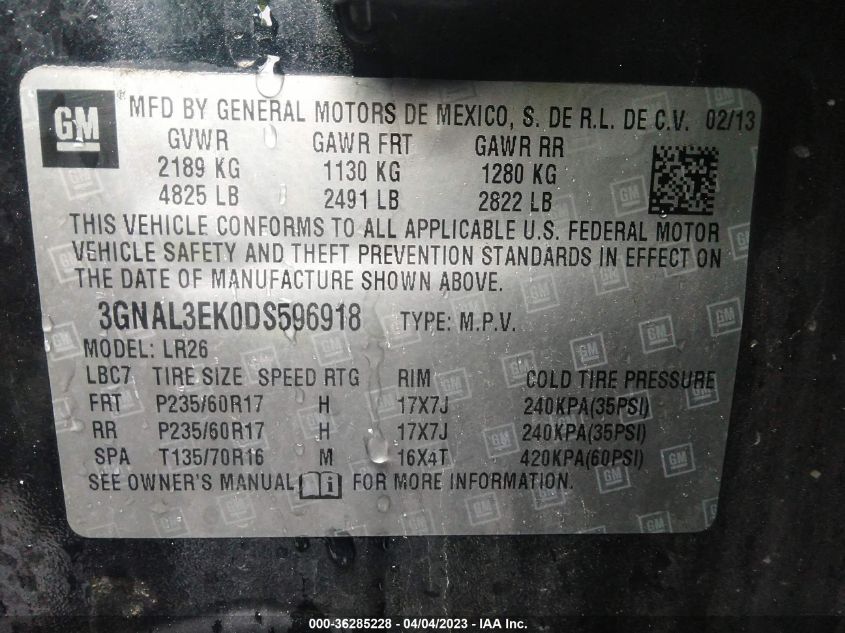 GM ® MFD BY GENERAL MOTORS DE MEXICO, S. DE R.L. DE C.V. 02/13
GVWR GAWR FRT GAWR RR
2189 KG 1130 KG 1280 KG
4825 LB 2491 LB 2822 LB
THIS VEHICLE CONFORMS TO ALL APPLICABLE U.S. FEDERAL MOTOR
VEHICLE SAFETY AND THEFT PREVENTION STANDARDS IN EFFECT ON
THE DATE OF MANUFACTURE SHOWN ABOVE.
3GNAL3EK0DS596918 TYPE: M.P.V.
MODEL: LR26
LBC7 TIRE SIZE SPEED RTG RIM COLD TIRE PRESSURE
FRT P235/60R17 H 17X7J 240KPA(35PSI)
RR P235/60R17 H 17X7J 240KPA(35PSI)
SPA T135/70R16 M 16X4T 420KPA(60PSI)
SEE OWNER'S MANUAL i FOR MORE INFORMATION.
000-36285228 - 04/04/2023 - IAA Inc.